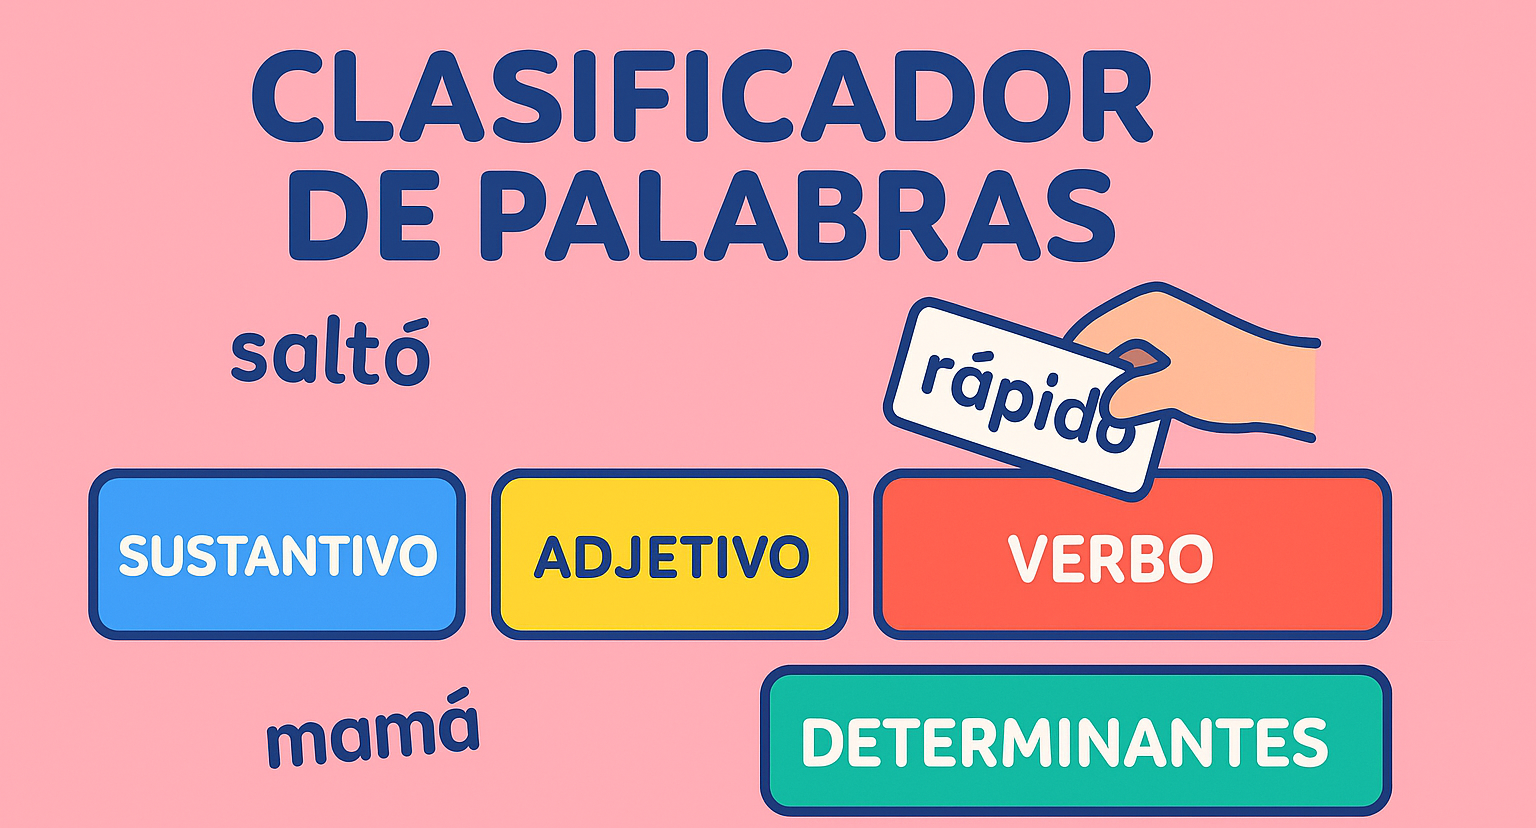 CLASIFICADOR
DE PALABRAS
saltó
rápido
SUSTANTIVO
ADJETIVO
VERBO
mamá
DETERMINANTES